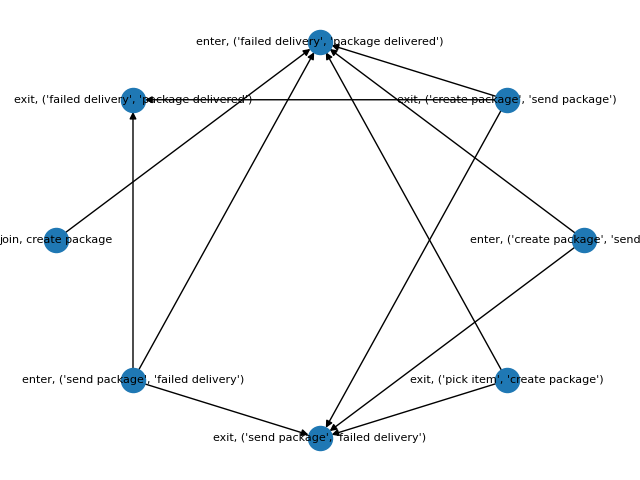 enter, ('failed delivery', 'package delivered')
exit, ('failed delivery', 'package delivered')
exit, ('create package', 'send package')
join, create package
enter, ('create package', 'send
enter, ('send package', 'failed delivery')
exit, ('pick item', 'create package')
exit, ('send package', 'failed delivery')